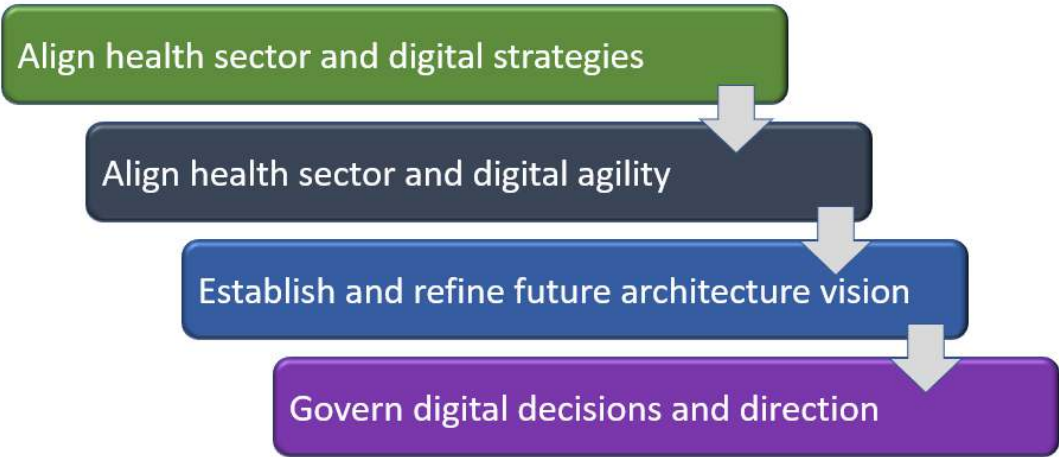 Align health sector and digital strategies
Align health sector and digital agility
Establish and refine future architecture vision
Govern digital decisions and direction